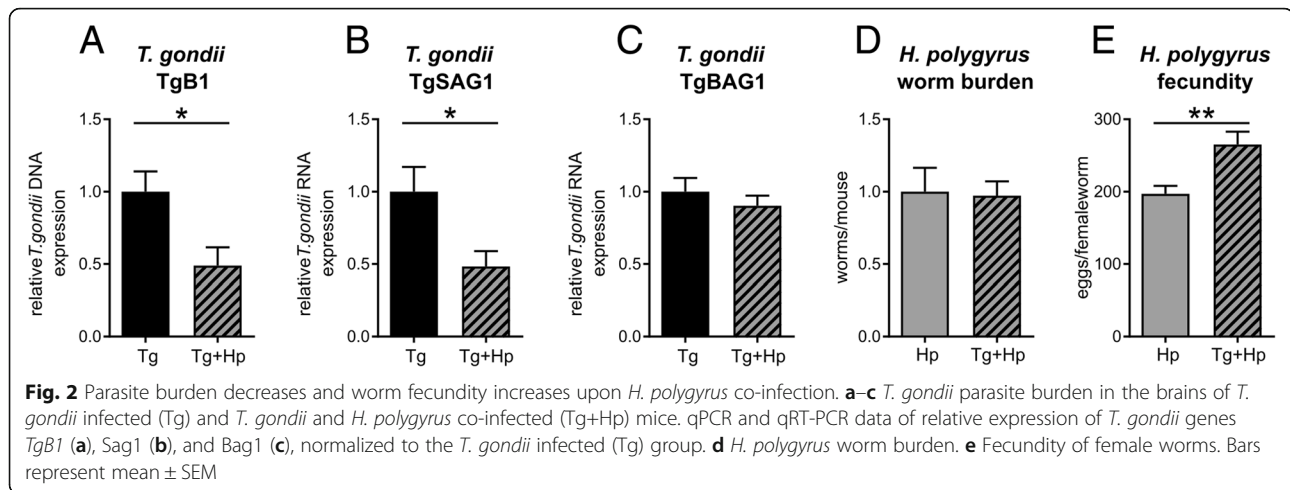 A
T. gondii
TgB1
*
relative T.gondii DNA
expression
1.5
1.0
0.5
0.0
Tg
Tg+Hp
B
T. gondii
TgSAG1
*
relative T.gondii RNA
expression
1.5
1.0
0.5
0.0
Tg
Tg+Hp
C
T. gondii
TgBAG1
relative T.gondii RNA
expression
1.5
1.0
0.5
0.0
Tg
Tg+Hp
D
H. polygyrus
worm burden
worms/mouse
1.5
1.0
0.5
0.0
Hp
Tg+Hp
E
H. polygyrus
fecundity
**
eggs/femaleworm
300
200
100
0
Hp
Tg+Hp
Fig. 2 Parasite burden decreases and worm fecundity increases upon H. polygyrus co-infection. a–c T. gondii parasite burden in the brains of T.
gondii infected (Tg) and T. gondii and H. polygyrus co-infected (Tg+Hp) mice. qPCR and qRT-PCR data of relative expression of T. gondii genes
TgB1 (a), Sag1 (b), and Bag1 (c), normalized to the T. gondii infected (Tg) group. d H. polygyrus worm burden. e Fecundity of female worms. Bars
represent mean ± SEM